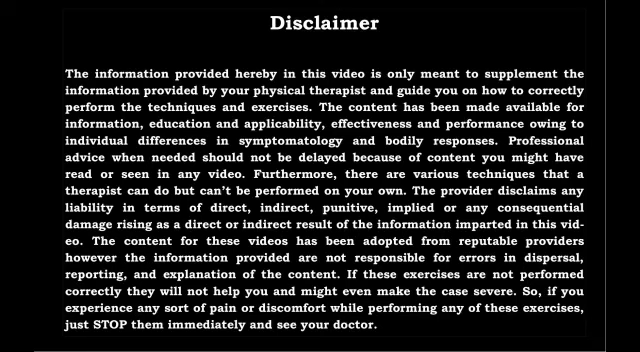 Disclaimer
The information provided hereby in this video is only meant to supplement the
information provided by your physical therapist and guide you on how to correctly
perform the techniques and exercises. The content has been made available for
information, education and applicability, effectiveness and performance owing to
individual differences in symptomatology and bodily responses. Professional
advice when needed should not be delayed because of content you might have
read or seen in any video. Furthermore, there are various techniques that a
therapist can do but can't be performed on your own. The provider disclaims any
liability in terms of direct, indirect, punitive, implied or any consequential
damage rising as a direct or indirect result of the information imparted in this vid-
eo. The content for these videos has been adopted from reputable providers
however the information provided are not responsible for errors in dispersal,
reporting, and explanation of the content. If these exercises are not performed
correctly they will not help you and might even make the case severe. So, if you
experience any sort of pain or discomfort while performing any of these exercises,
just STOP them immediately and see your doctor.